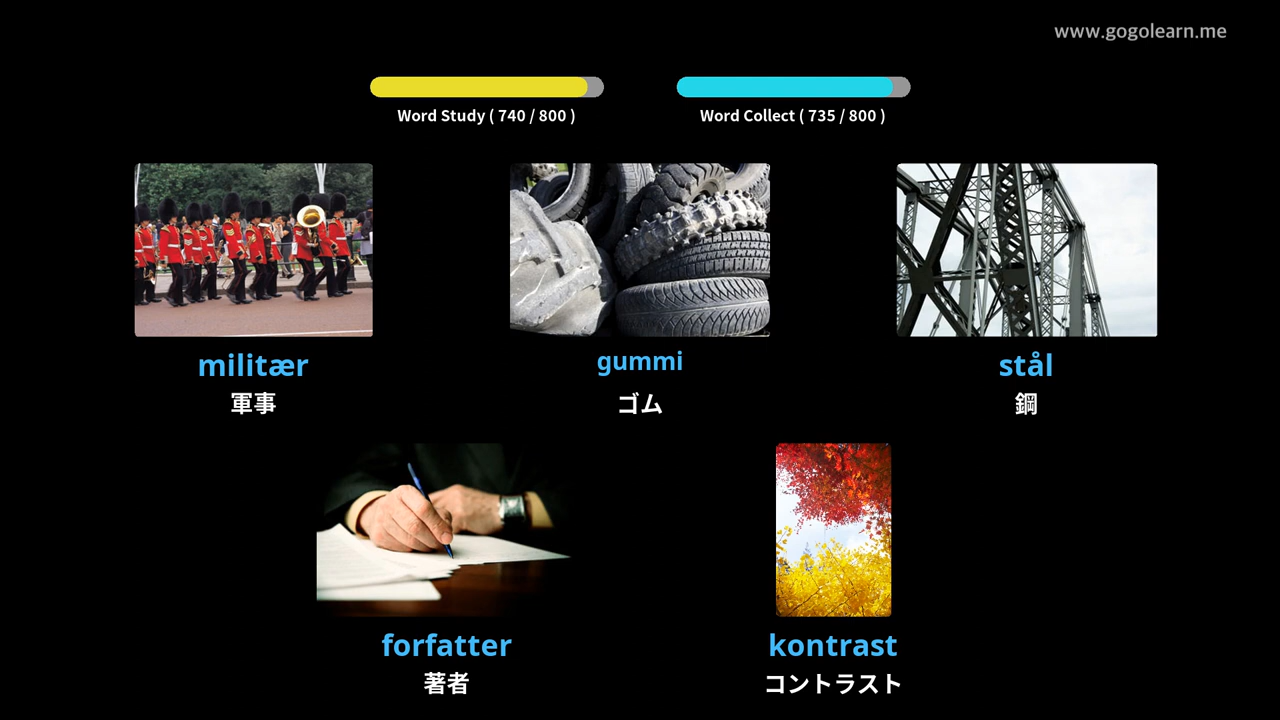 www.gogolearn.me
Word Study ( 740 / 800 )
Word Collect ( 735 / 800 )
militær
gummi
stål
軍事
ゴム
鋼
forfatter
kontrast
著者
コントラスト